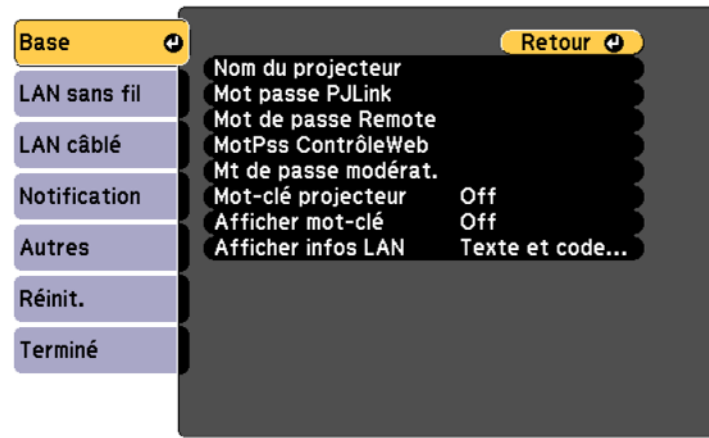 Base
LAN sans fil
LAN câblé
Notification
Autres
Réinit.
Terminé
Retour
Nom du projecteur
Mot passe PJLink
Mot de passe Remote
MotPss ContrôleWeb
Mt de passe modérat.
Mot-clé projecteur Off
Afficher mot-clé Off
Afficher infos LAN Texte et code...